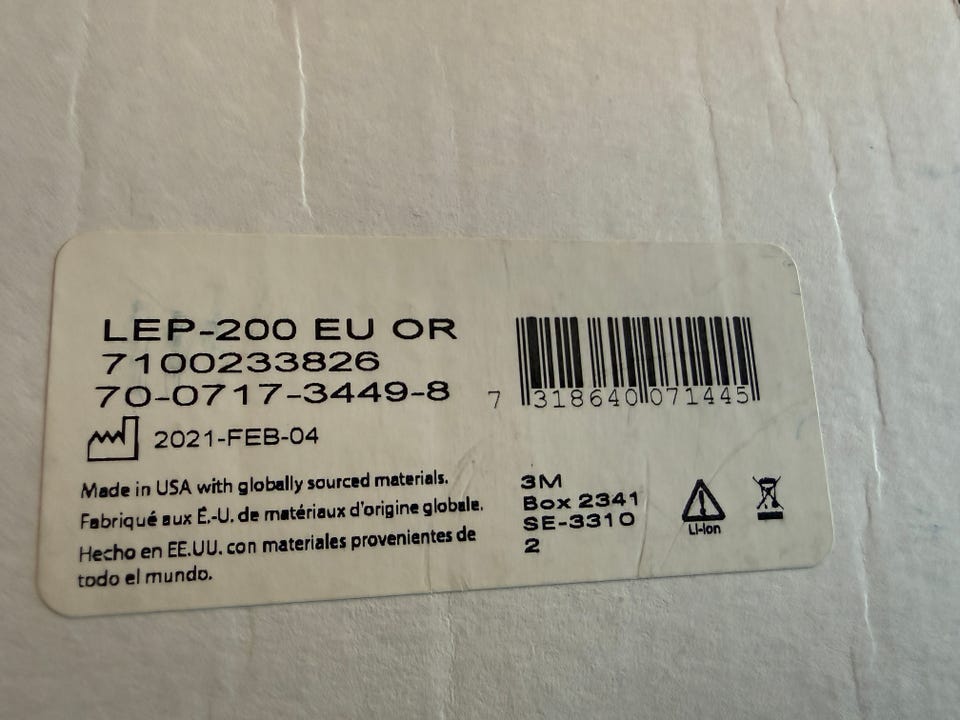 LEP-200 EU OR
7100233826
70-0717-3449-8
2021-FEB-04
7 318640 071445
Made in USA with globally sourced materials.
Fabriqué aux É.-U. de matériaux d'origine globale.
Hecho en EE.UU. con materiales provenientes de
todo el mundo.
3M
Box 2341
SE-3310
2
Li-Ion